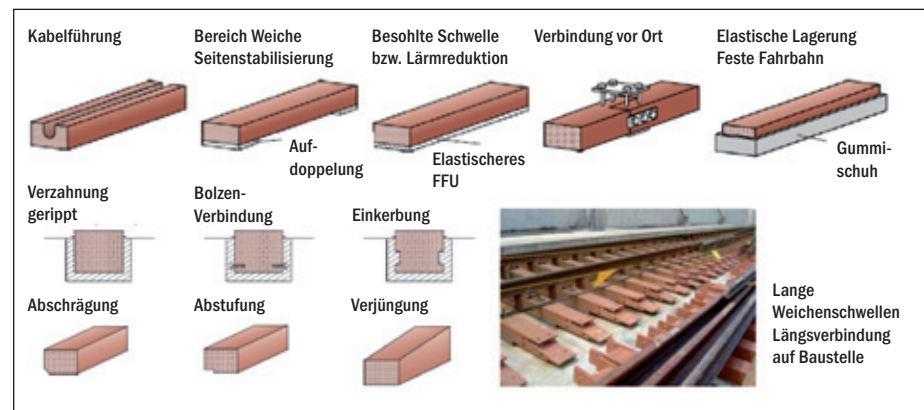 Kabelführung
Bereich Weiche
Seitenstabilisierung
Besohlte Schwelle
bzw. Lärmreduktion
Verbindung vor Ort
Elastische Lagerung
Feste Fahrbahn
Auf-
doppelung
Elastischeres
FFU
Gummi-
schuh
Verzahnung
gerippt
Bolzen-
Verbindung
Einkerbung
Abschrägung
Abstufung
Verjüngung
Lange
Weichenschwellen
Längsverbindung
auf Baustelle